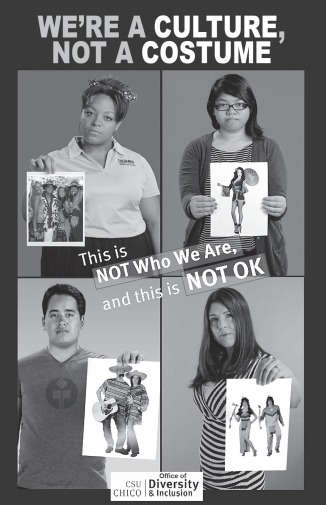 WE'RE A CULTURE,
NOT A COSTUME
This is
NOT Who We Are,
and this is NOT OK
CSU
CHICO
Office of
Diversity
& Inclusion